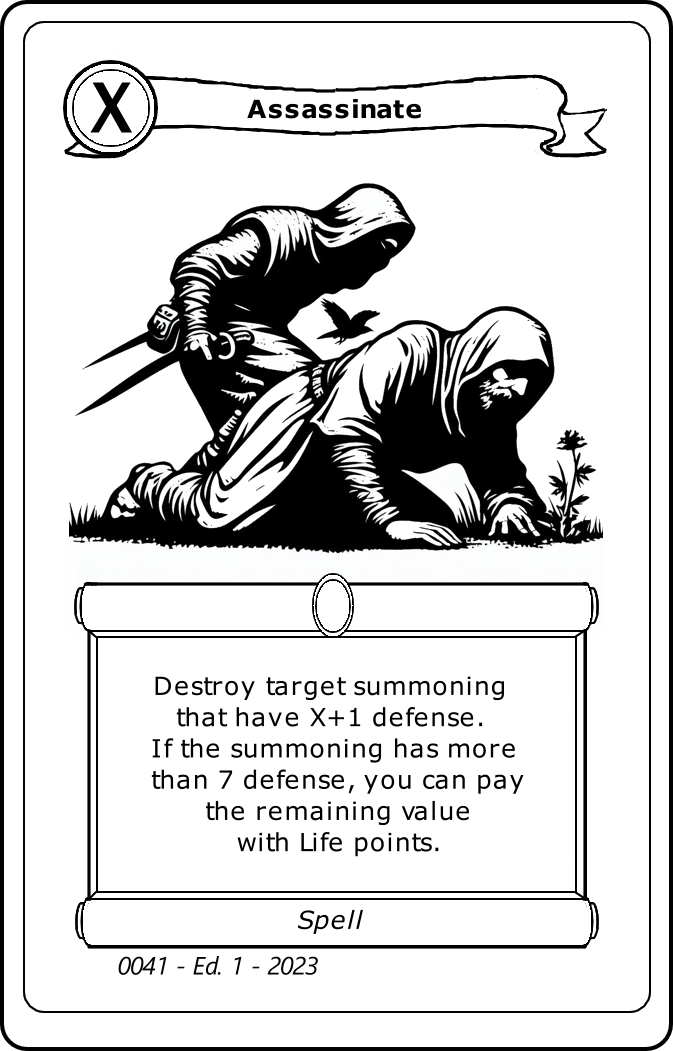 X
Assassinate
Destroy target summoning
that have X+1 defense.
If the summoning has more
than 7 defense, you can pay
the remaining value
with Life points.
Spell
0041 - Ed. 1 - 2023